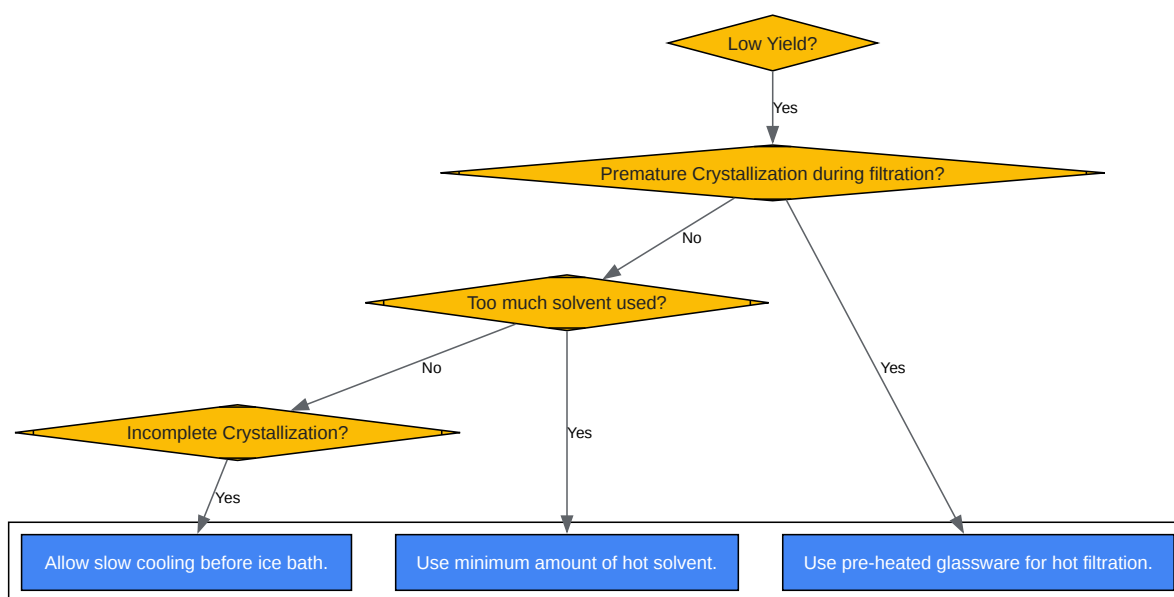 Low Yield?
Yes
Premature Crystallization during filtration?
No
Too much solvent used?
No
Yes
Yes
Incomplete Crystallization?
Yes
Allow slow cooling before ice bath.
Use minimum amount of hot solvent.
Use pre-heated glassware for hot filtration.